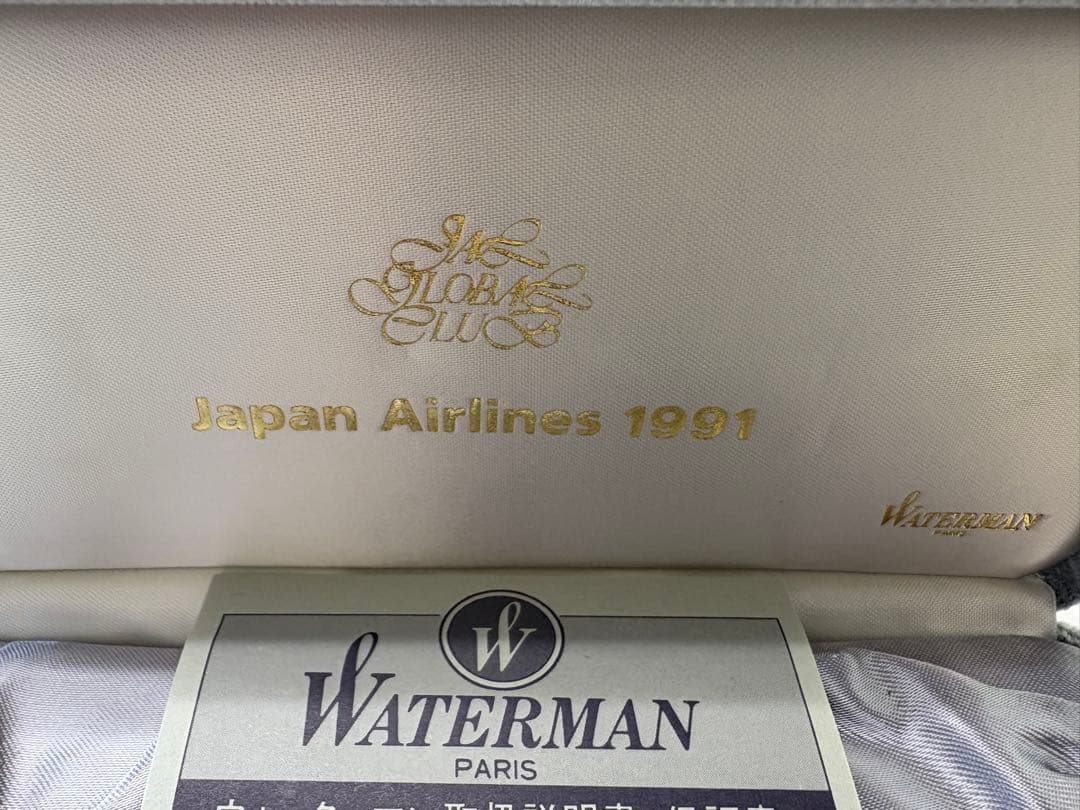 JAL
GLOBAL
CLUB
Japan Airlines 1991
WATERMAN
PARIS
W
WATERMAN
PARIS